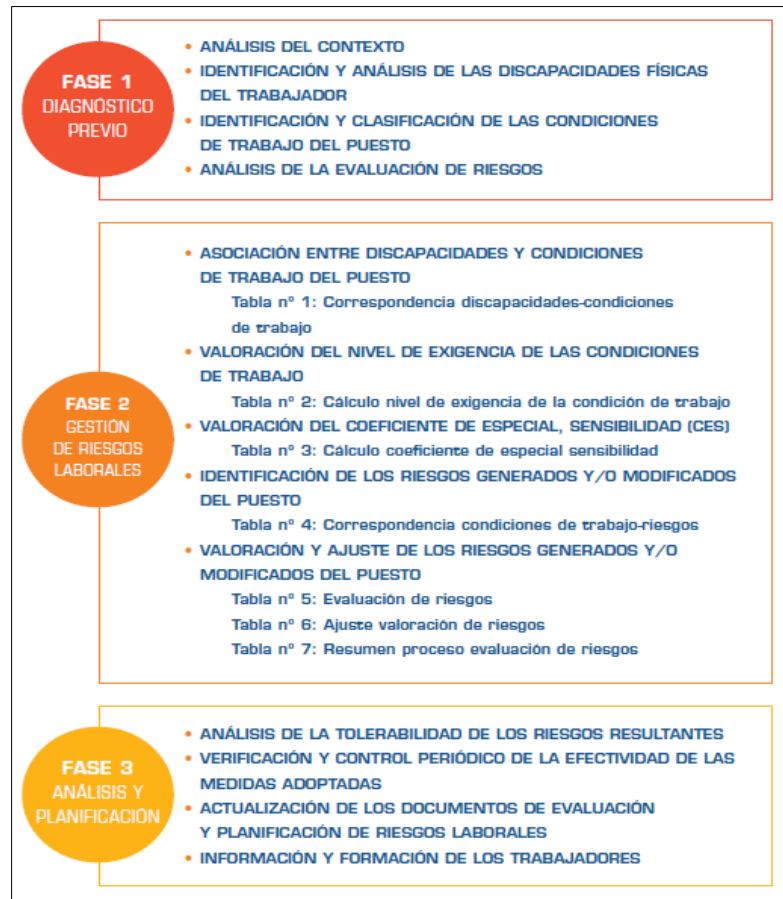 FASE 1
DIAGNÓSTICO
PREVIO
• ANÁLISIS DEL CONTEXTO
• IDENTIFICACIÓN Y ANÁLISIS DE LAS DISCAPACIDADES FÍSICAS
DEL TRABAJADOR
• IDENTIFICACIÓN Y CLASIFICACIÓN DE LAS CONDICIONES
DE TRABAJO DEL PUESTO
• ANÁLISIS DE LA EVALUACIÓN DE RIESGOS
FASE 2
GESTIÓN
DE RIESGOS
LABORALES
• ASOCIACIÓN ENTRE DISCAPACIDADES Y CONDICIONES
DE TRABAJO DEL PUESTO
Tabla nº 1: Correspondencia discapacidades-condiciones
de trabajo
• VALORACIÓN DEL NIVEL DE EXIGENCIA DE LAS CONDICIONES
DE TRABAJO
Tabla nº 2: Cálculo nivel de exigencia de la condición de trabajo
• VALORACIÓN DEL COEFICIENTE DE ESPECIAL, SENSIBILIDAD (CES)
Tabla nº 3: Cálculo coeficiente de especial sensibilidad
• IDENTIFICACIÓN DE LOS RIESGOS GENERADOS Y/O MODIFICADOS
DEL PUESTO
Tabla nº 4: Correspondencia condiciones de trabajo-riesgos
• VALORACIÓN Y AJUSTE DE LOS RIESGOS GENERADOS Y/O
MODIFICADOS DEL PUESTO
Tabla nº 5: Evaluación de riesgos
Tabla nº 6: Ajuste valoración de riesgos
Tabla nº 7: Resumen proceso evaluación de riesgos
FASE 3
ANÁLISIS Y
PLANIFICACIÓN
• ANÁLISIS DE LA TOLERABILIDAD DE LOS RIESGOS RESULTANTES
• VERIFICACIÓN Y CONTROL PERIÓDICO DE LA EFECTIVIDAD DE LAS
MEDIDAS ADOPTADAS
• ACTUALIZACIÓN DE LOS DOCUMENTOS DE EVALUACIÓN
Y PLANIFICACIÓN DE RIESGOS LABORALES
• INFORMACIÓN Y FORMACIÓN DE LOS TRABAJADORES